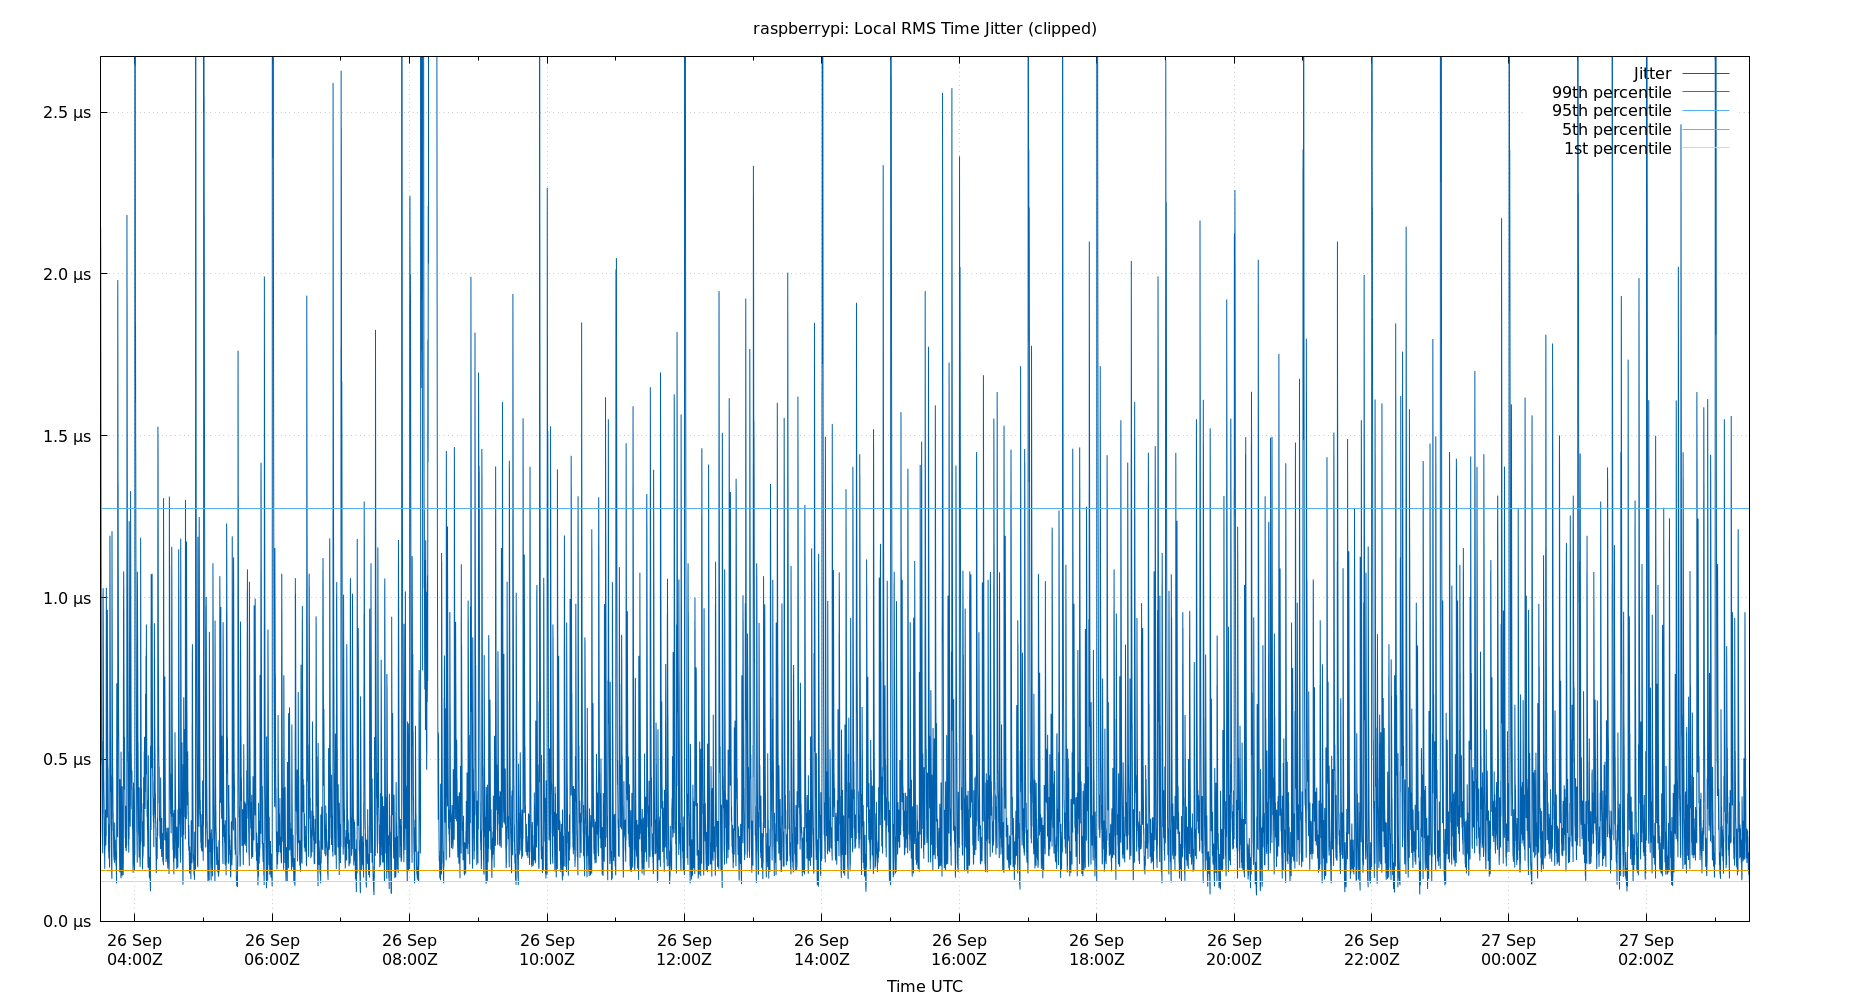 raspberrypi: Local RMS Time Jitter (clipped)
Jitter
99th percentile
95th percentile
5th percentile
1st percentile
2.5 µs
2.0 µs
1.5 µs
1.0 µs
0.5 µs
0.0 µs
26 Sep 26 Sep 26 Sep 26 Sep 26 Sep 26 Sep 26 Sep 26 Sep 26 Sep 26 Sep 27 Sep 27 Sep
04:00Z 06:00Z 08:00Z 10:00Z 12:00Z 14:00Z 16:00Z 18:00Z 20:00Z 22:00Z 00:00Z 02:00Z
Time UTC